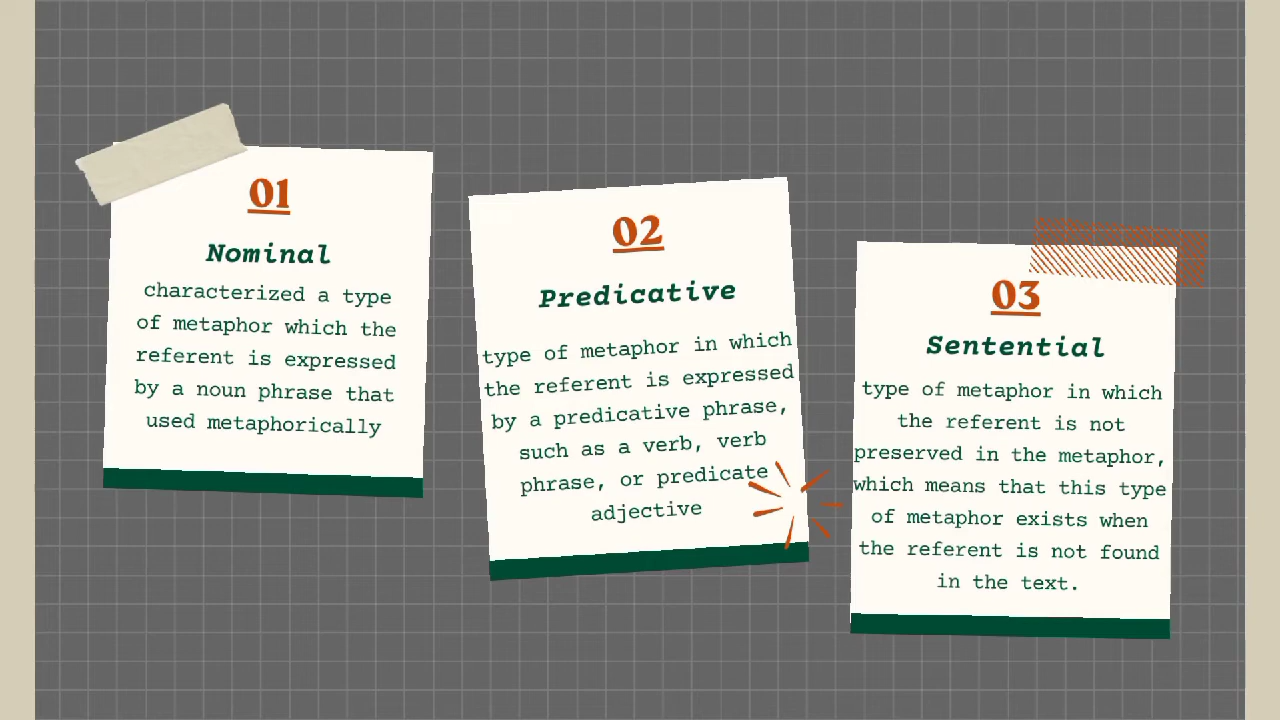 01
Nominal
characterized a type
of metaphor which the
referent is expressed
by a noun phrase that
used metaphorically
02
Predicative
type of metaphor in which
the referent is expressed
by a predicative phrase,
such as a verb, verb
phrase, or predicate
adjective
03
Sentential
type of metaphor in which
the referent is not
preserved in the metaphor,
which means that this type
of metaphor exists when
the referent is not found
in the text.